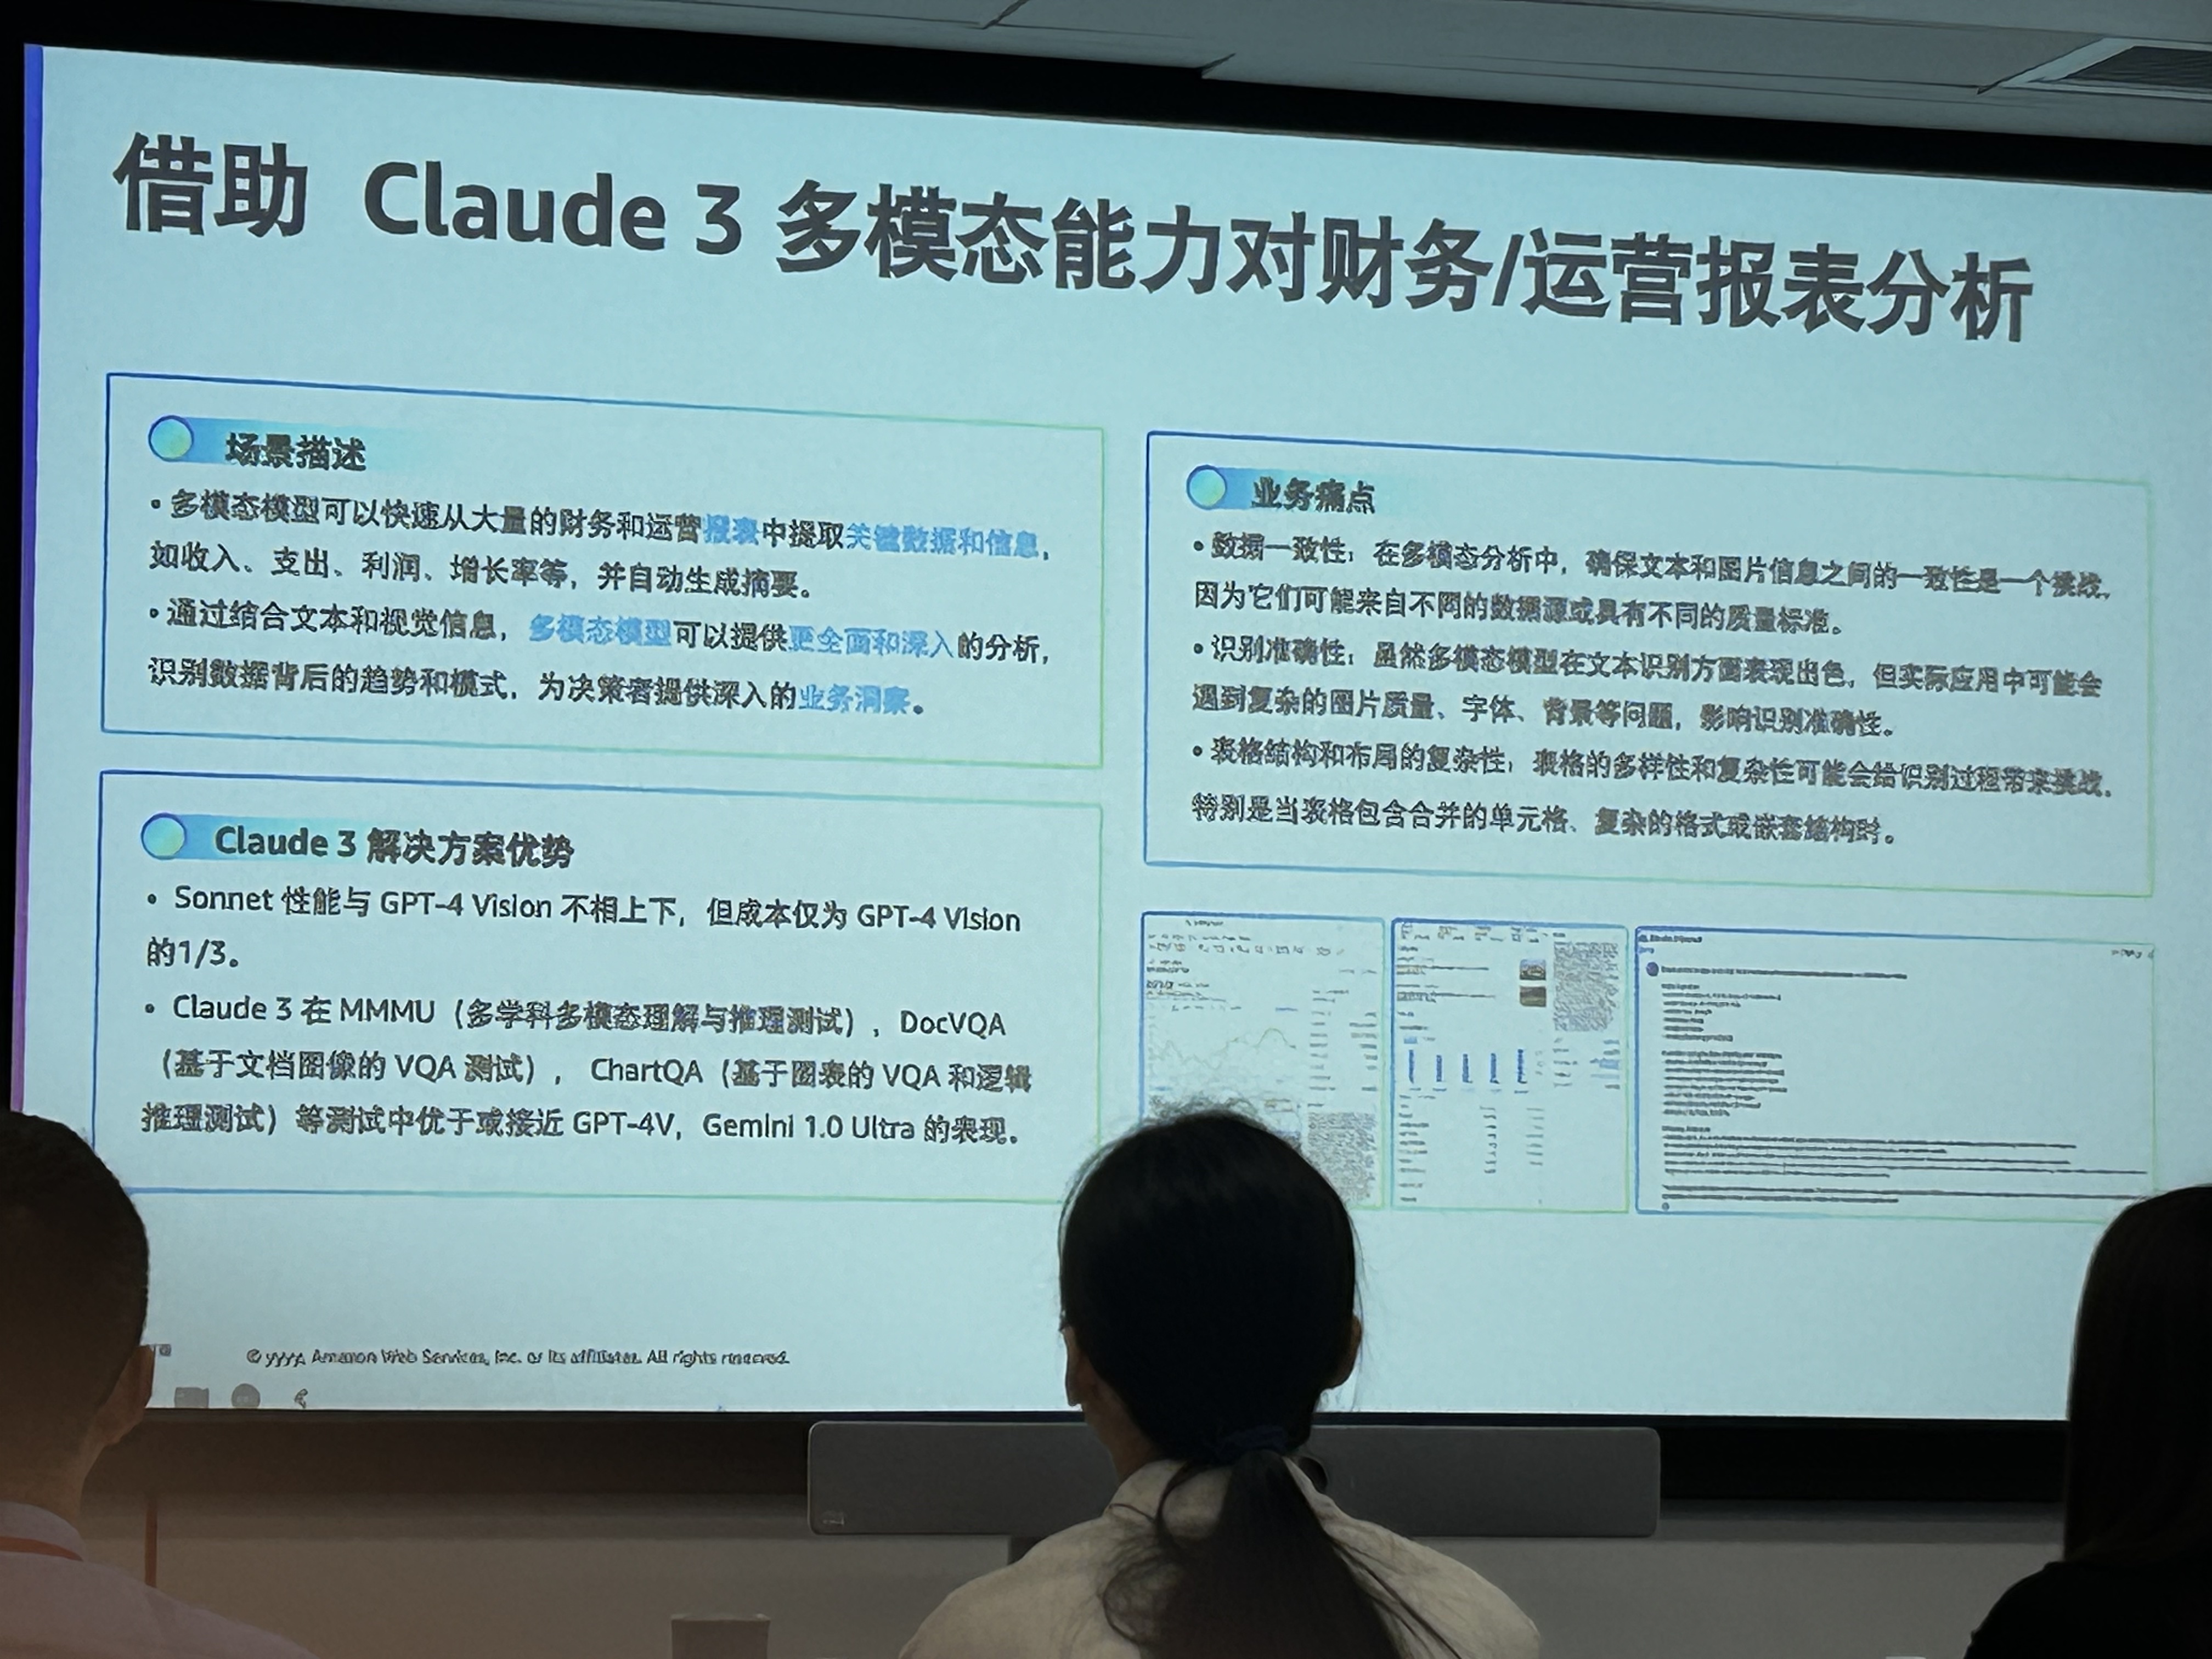 借助 Claude 3 多模态能力对财务/运营报表分析
场景描述
• 多模态模型可以快速从大量的财务和运营报表中提取关键数据和信息，
如收入、支出、利润、增长率等，并自动生成摘要。
• 通过结合文本和视觉信息，多模态模型可以提供更全面和深入的分析，
识别数据背后的趋势和模式，为决策者提供深入的业务洞察。
Claude 3 解决方案优势
• Sonnet 性能与 GPT-4 Vision 不相上下，但成本仅为 GPT-4 Vision
的1/3。
• Claude 3 在 MMMU（多学科多模态理解与推理测试）, DocVQA
（基于文档图像的 VQA 测试）, ChartQA（基于图表的 VQA 和逻辑
推理测试）等测试中优于或接近 GPT-4V，Gemini 1.0 Ultra 的表现。
业务痛点
• 数据一致性：在多模态分析中，确保文本和图片信息之间的一致性是一个挑战，
因为它们可能来自不同的数据源或具有不同的质量标准。
• 识别准确性：虽然多模态模型在文本识别方面表现出色，但实际应用中可能会
遇到复杂的图片质量、字体、背景等问题，影响识别准确性。
• 表格结构和布局的复杂性：表格的多样性和复杂性可能会给识别过程带来挑战，
特别是当表格包含合并的单元格、复杂的格式或嵌套结构时。
© yyyy, Amazon Web Services, Inc. or its affiliates. All rights reserved.